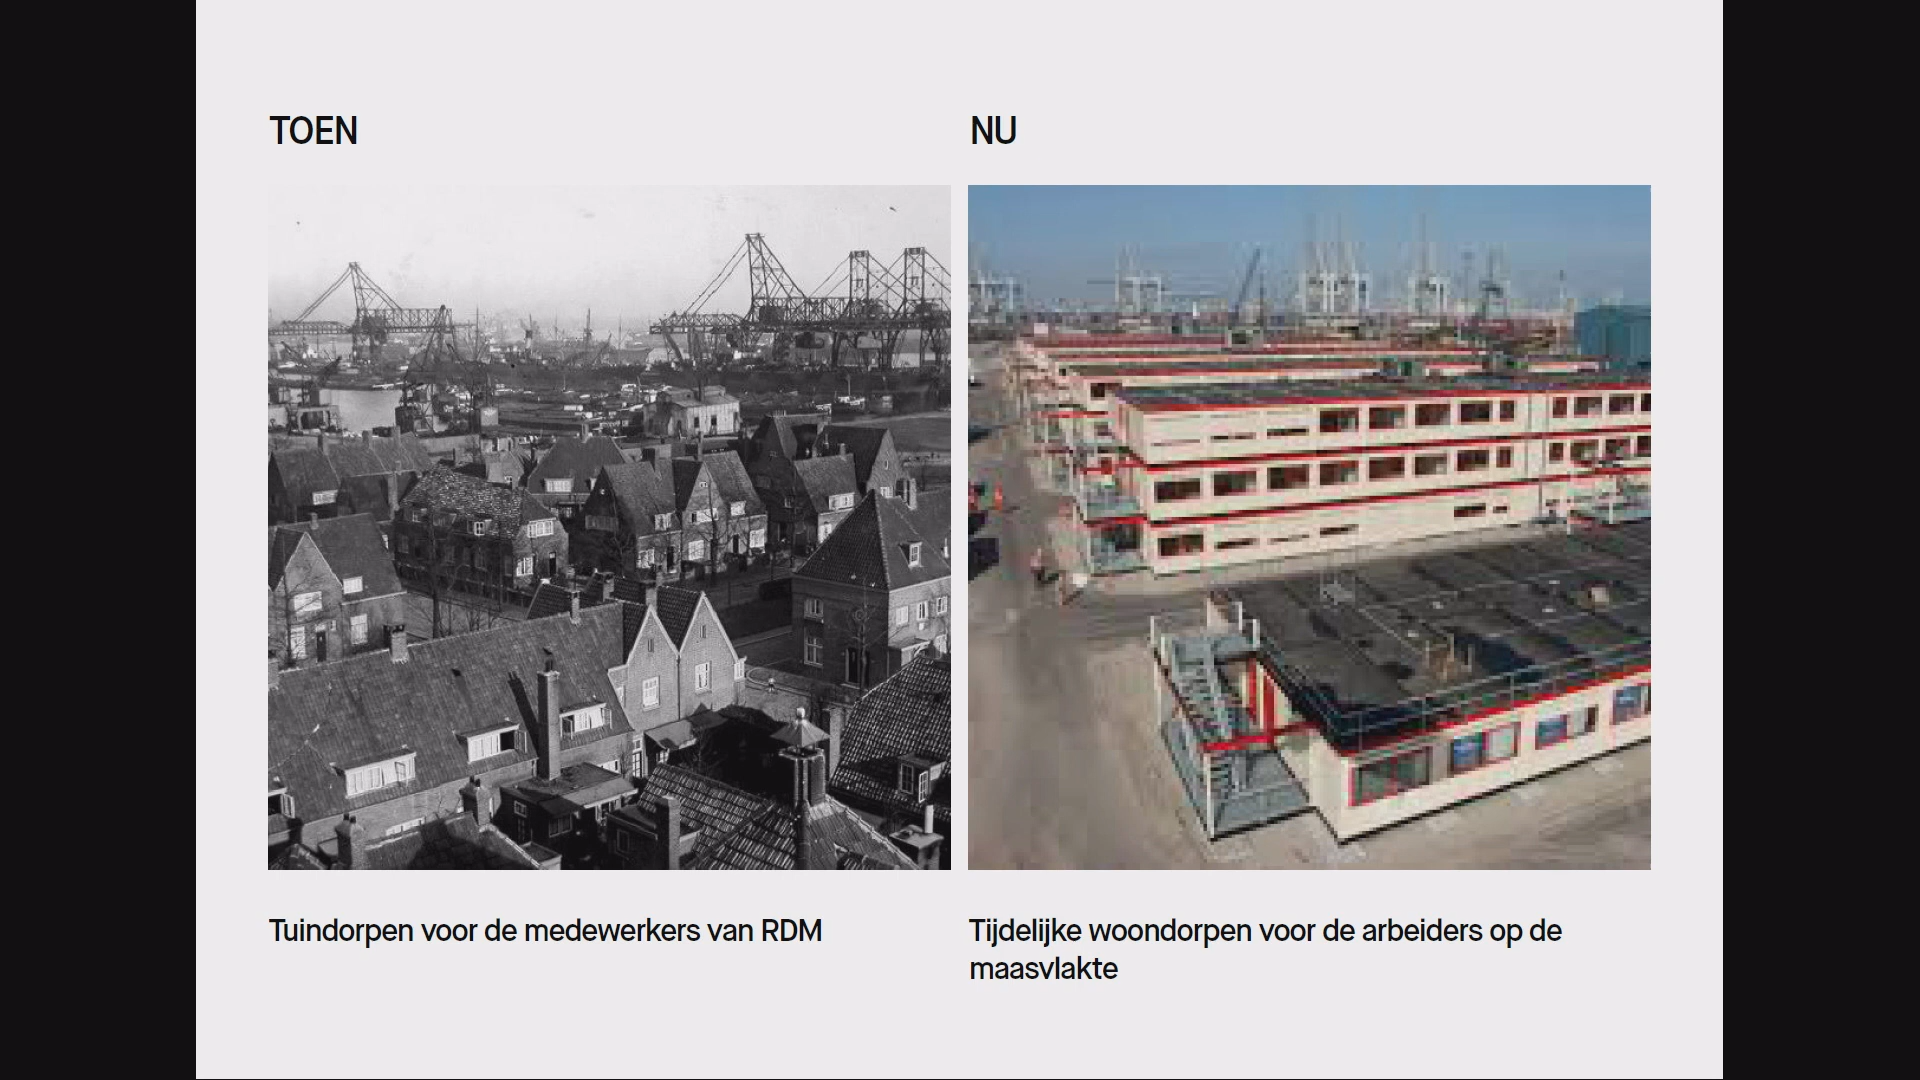 TOEN
NU
Tuindorpen voor de medewerkers van RDM
Tijdelijke woondorpen voor de arbeiders op de
maasvlakte